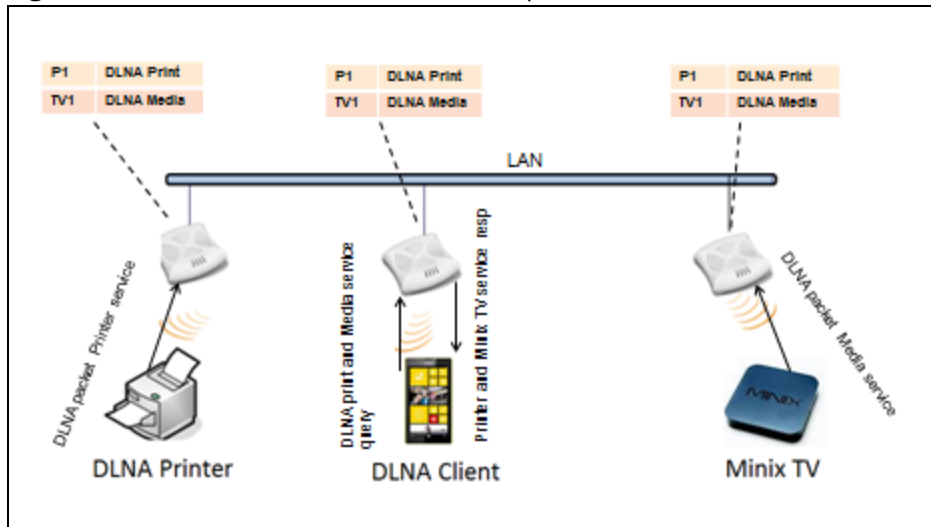 P1 DLNA Print
TV1 DLNA Media
P1 DLNA Print
TV1 DLNA Media
P1 DLNA Print
TV1 DLNA Media
LAN
DLNA packet Printer service
DLNA print and Media service
query
Printer and Minix TV service resp
DLNA packet Media service
MINIX
DLNA Printer
DLNA Client
Minix TV